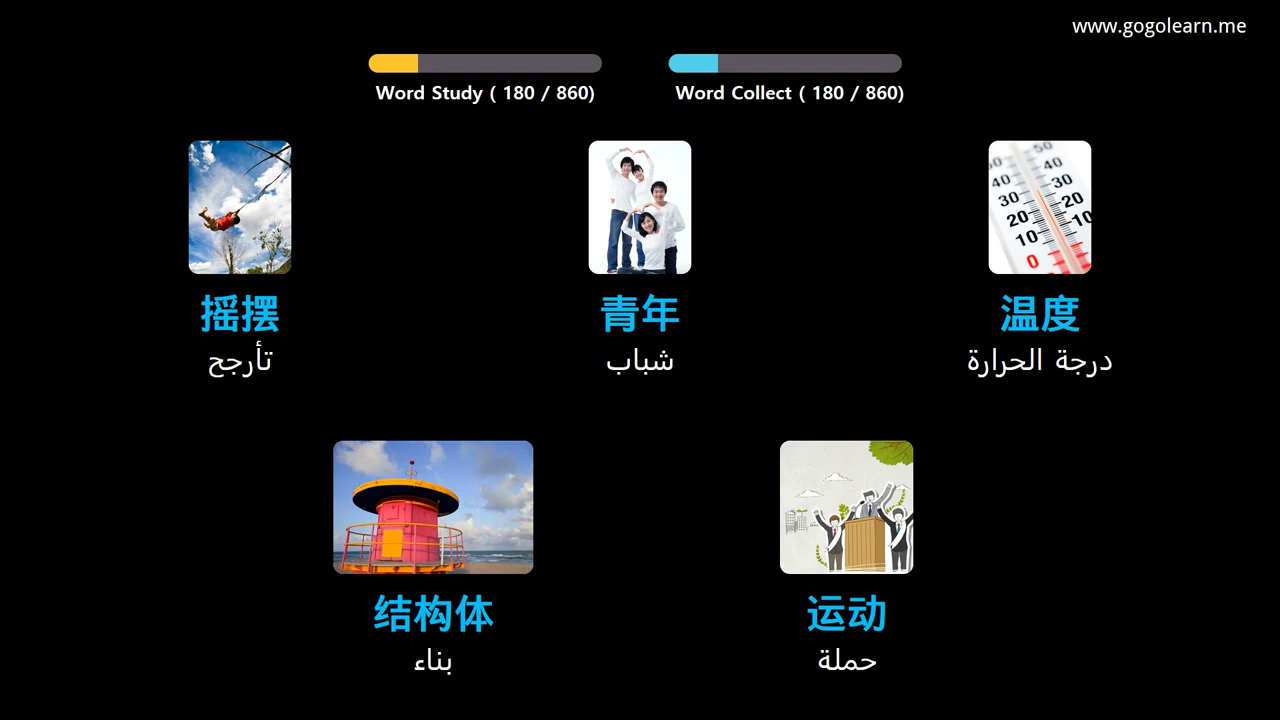 www.gogolearn.me
Word Study ( 180 / 860)
Word Collect ( 180 / 860)
摇摆
تأرجح
青年
شباب
温度
درجة الحرارة
结构体
بناء
运动
حملة